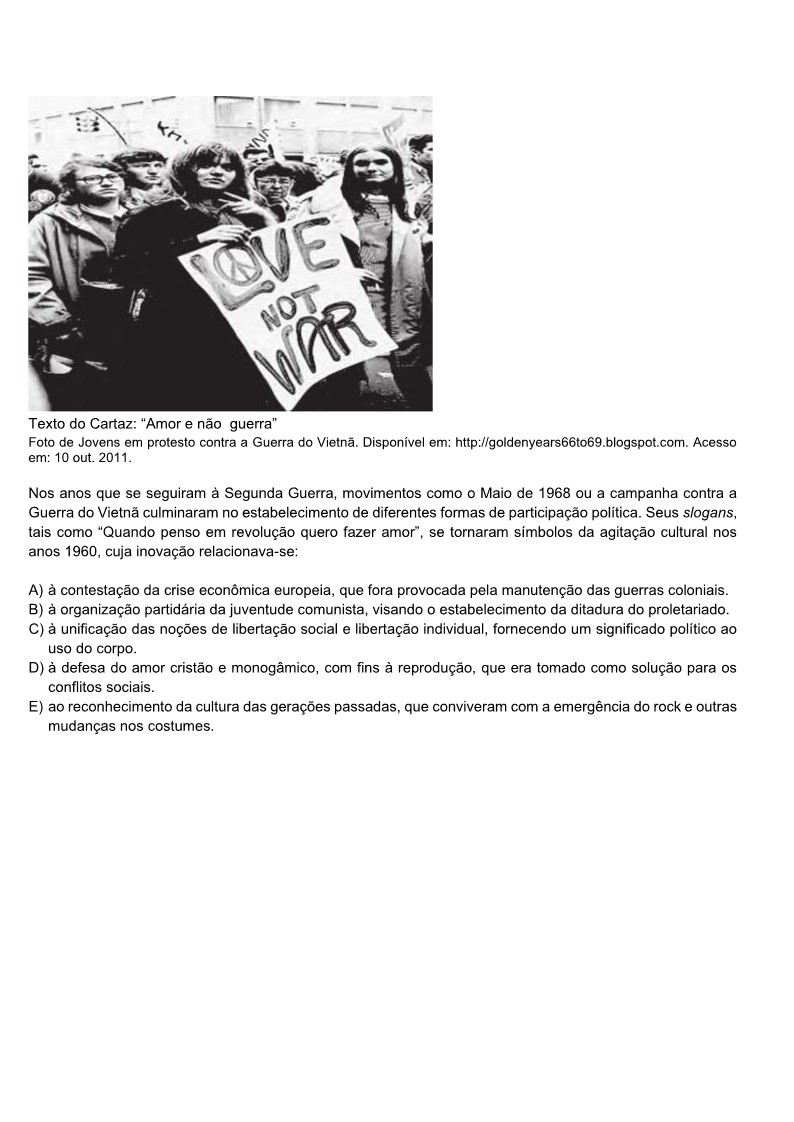 LOVE
NOT
WAR
Texto do Cartaz: “Amor e não guerra”
Foto de Jovens em protesto contra a Guerra do Vietnã. Disponível em: http://goldenyears66to69.blogspot.com. Acesso
em: 10 out. 2011.
Nos anos que se seguiram à Segunda Guerra, movimentos como o Maio de 1968 ou a campanha contra a
Guerra do Vietnã culminaram no estabelecimento de diferentes formas de participação política. Seus slogans,
tais como “Quando penso em revolução quero fazer amor”, se tornaram símbolos da agitação cultural nos
anos 1960, cuja inovação relacionava-se:
A) à contestação da crise econômica europeia, que fora provocada pela manutenção das guerras coloniais.
B) à organização partidária da juventude comunista, visando o estabelecimento da ditadura do proletariado.
C) à unificação das noções de libertação social e libertação individual, fornecendo um significado político ao
uso do corpo.
D) à defesa do amor cristão e monogâmico, com fins à reprodução, que era tomado como solução para os
conflitos sociais.
E) ao reconhecimento da cultura das gerações passadas, que conviveram com a emergência do rock e outras
mudanças nos costumes.